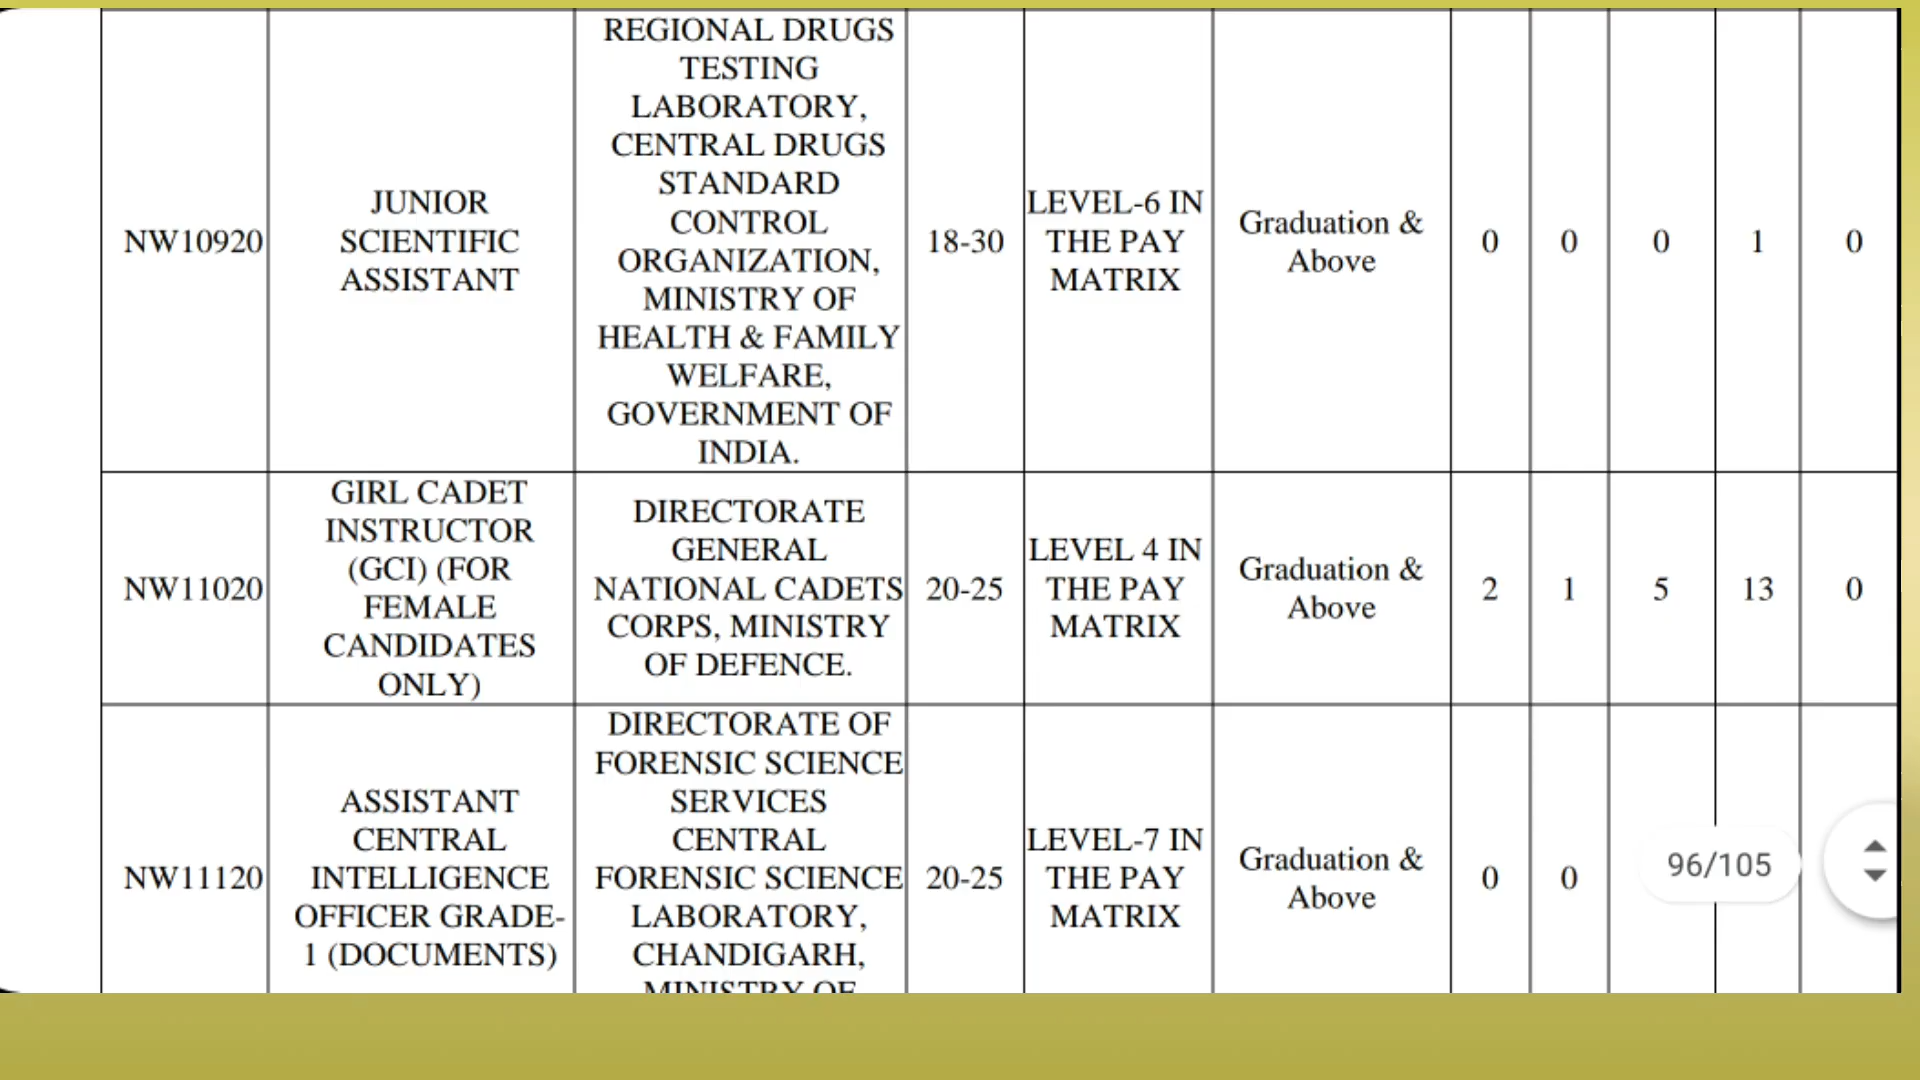 REGIONAL DRUGS
TESTING
LABORATORY,
CENTRAL DRUGS
STANDARD
CONTROL
ORGANIZATION,
MINISTRY OF
HEALTH & FAMILY
WELFARE,
GOVERNMENT OF
INDIA.
NW10920
JUNIOR
SCIENTIFIC
ASSISTANT
18-30
LEVEL-6 IN
THE PAY
MATRIX
Graduation &
Above
0 0 0 1 0
NW11020
GIRL CADET
INSTRUCTOR
(GCI) (FOR
FEMALE
CANDIDATES
ONLY)
DIRECTORATE
GENERAL
NATIONAL CADETS
CORPS, MINISTRY
OF DEFENCE.
20-25
LEVEL 4 IN
THE PAY
MATRIX
Graduation &
Above
2 1 5 13 0
NW11120
ASSISTANT
CENTRAL
INTELLIGENCE
OFFICER GRADE-
1 (DOCUMENTS)
DIRECTORATE OF
FORENSIC SCIENCE
SERVICES
CENTRAL
FORENSIC SCIENCE
LABORATORY,
CHANDIGARH,
MINISTRY OF
20-25
LEVEL-7 IN
THE PAY
MATRIX
Graduation &
Above
0 0
96/105